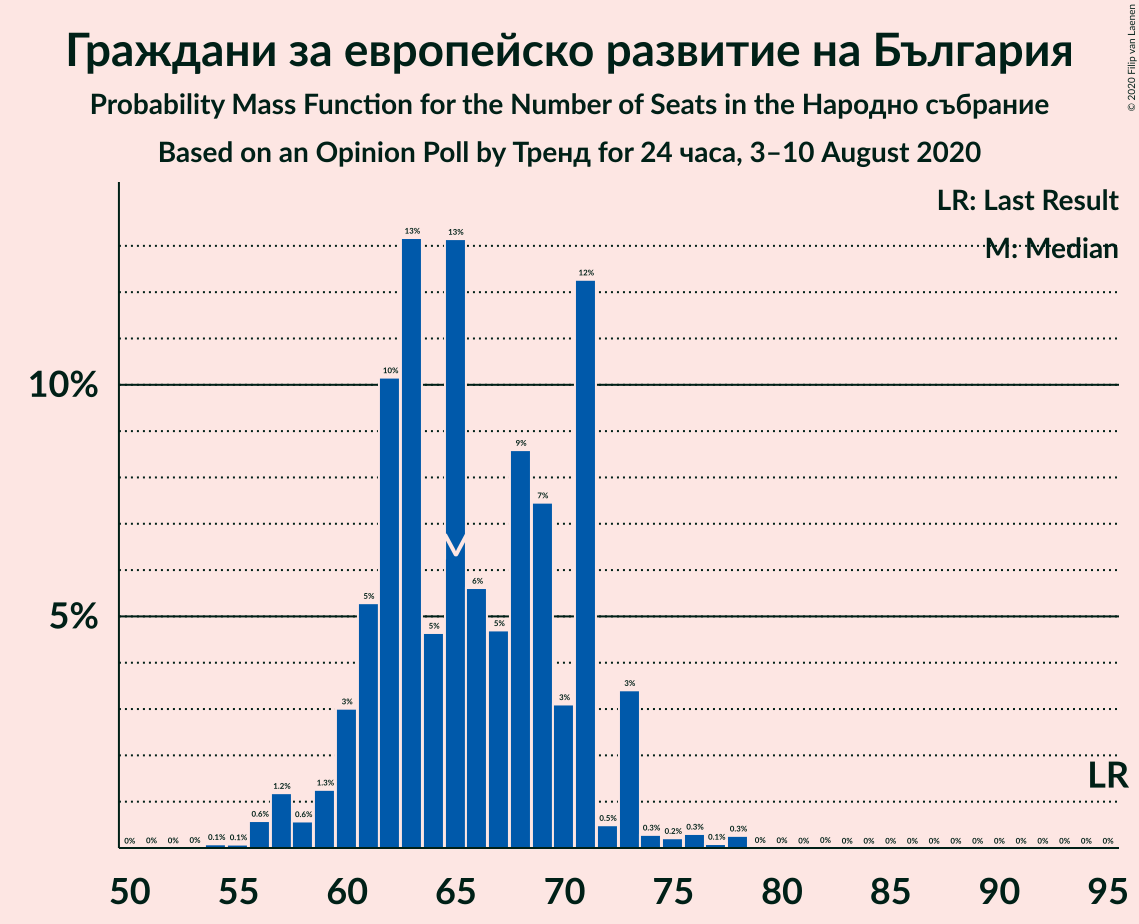 Граждани за европейско развитие на България
Probability Mass Function for the Number of Seats in the Народно събрание
Based on an Opinion Poll by Тренд for 24 часа, 3–10 August 2020
© 2020 Filip van Laenen
LR: Last Result
M: Median
10%
5%
0% 0% 0% 0% 0.1% 0.1% 0.6% 1.2% 0.6% 1.3% 3% 5% 10% 13% 5% 13% 6% 5% 9% 7% 3% 12% 0.5% 3% 0.3% 0.2% 0.3% 0.1% 0.3% 0% 0% 0% 0% 0% 0% 0% 0% 0% 0% 0% 0% 0% 0% 0% 0% 0%
LR
50 55 60 65 70 75 80 85 90 95